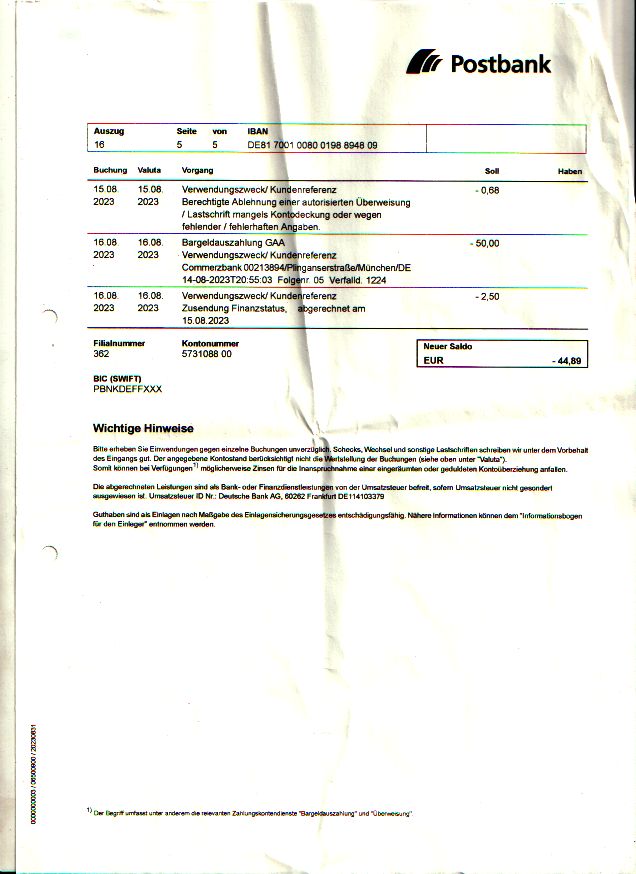 Postbank
Auszug Seite von IBAN
16 5 5 DE81 7001 0080 0198 8948 09
Buchung Valuta Vorgang Soll Haben
15.08. 15.08. Verwendungszweck/ Kundenreferenz - 0,68
2023 2023 Berechtigte Ablehnung einer autorisierten Überweisung
/ Lastschrift mangels Kontodeckung oder wegen
fehlender / fehlerhaften Angaben.
16.08. 16.08. Bargeldauszahlung GAA - 50,00
2023 2023 Verwendungszweck/ Kundenreferenz
Commerzbank 00213894/Plinganserstraße/München/DE
14-08-2023T20:55:03 Folgenr. 05 Verfalld. 1224
16.08. 16.08. Verwendungszweck/ Kundenreferenz - 2,50
2023 2023 Zusendung Finanzstatus, abgerechnet am
15.08.2023
Filialnummer Kontonummer Neuer Saldo
362 5731088 00 EUR - 44,89
BIC (SWIFT)
PBNKDEFFXXX
Wichtige Hinweise
Bitte erheben Sie Einwendungen gegen einzelne Buchungen unverzüglich. Schecks, Wechsel und sonstige Lastschriften schreiben wir unter dem Vorbehalt
des Eingangs gut. Der angegebene Kontostand berücksichtigt nicht die Wertstellung der Buchungen (siehe oben unter "Valuta").
Somit können bei Verfügungen 1) möglicherweise Zinsen für die Inanspruchnahme einer eingeräumten oder geduldeten Kontoüberziehung anfallen.
Die abgerechneten Leistungen sind als Bank- oder Finanzdienstleistungen von der Umsatzsteuer befreit, sofern Umsatzsteuer nicht gesondert
ausgewiesen ist. Umsatzsteuer ID Nr.: Deutsche Bank AG, 60262 Frankfurt DE114103379
Guthaben sind als Einlagen nach Maßgabe des Einlagensicherungsgesetzes entschädigungsfähig. Nähere Informationen können dem "Informationsbogen
für den Einleger" entnommen werden.
1) Der Begriff umfasst unter anderem die relevanten Zahlungskontendienste "Bargeldauszahlung" und "Überweisung".